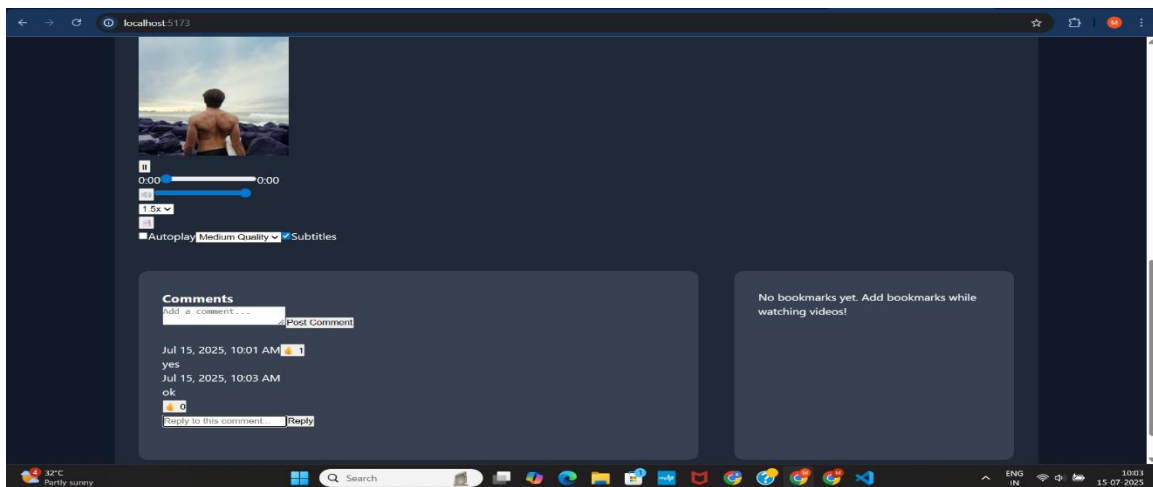 localhost:5173
M
0:00 0:00
1.5x
Autoplay Medium Quality Subtitles
Comments
Add a comment...
Post Comment
Jul 15, 2025, 10:01 AM 👍 1
yes
Jul 15, 2025, 10:03 AM
ok
👍 0
Reply to this comment... Reply
No bookmarks yet. Add bookmarks while
watching videos!
4
32°C
Partly sunny
Search
ENG
IN
10:03
15-07-2025